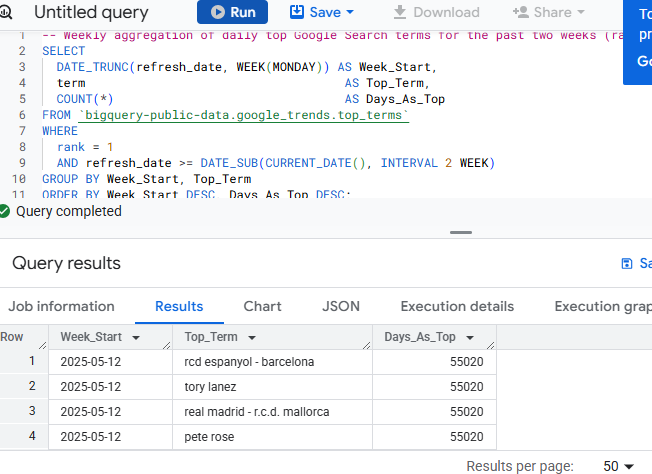 Untitled query Run Save Download Share To
pr
Go
1 -- Weekly aggregation of daily top Google Search terms for the past two weeks (ra
2 SELECT
3 DATE_TRUNC(refresh_date, WEEK(MONDAY)) AS Week_Start,
4 term AS Top_Term,
5 COUNT(*) AS Days_As_Top
6 FROM `bigquery-public-data.google_trends.top_terms`
7 WHERE
8 rank = 1
9 AND refresh_date >= DATE_SUB(CURRENT_DATE(), INTERVAL 2 WEEK)
10 GROUP BY Week_Start, Top_Term
11 ORDER BY Week_Start DESC, Days_As_Top DESC;
Query completed
Query results Sa
Job information Results Chart JSON Execution details Execution grap
Row Week_Start Top_Term Days_As_Top
1 2025-05-12 rcd espanyol - barcelona 55020
2 2025-05-12 tory lanez 55020
3 2025-05-12 real madrid - r.c.d. mallorca 55020
4 2025-05-12 pete rose 55020
Results per page: 50